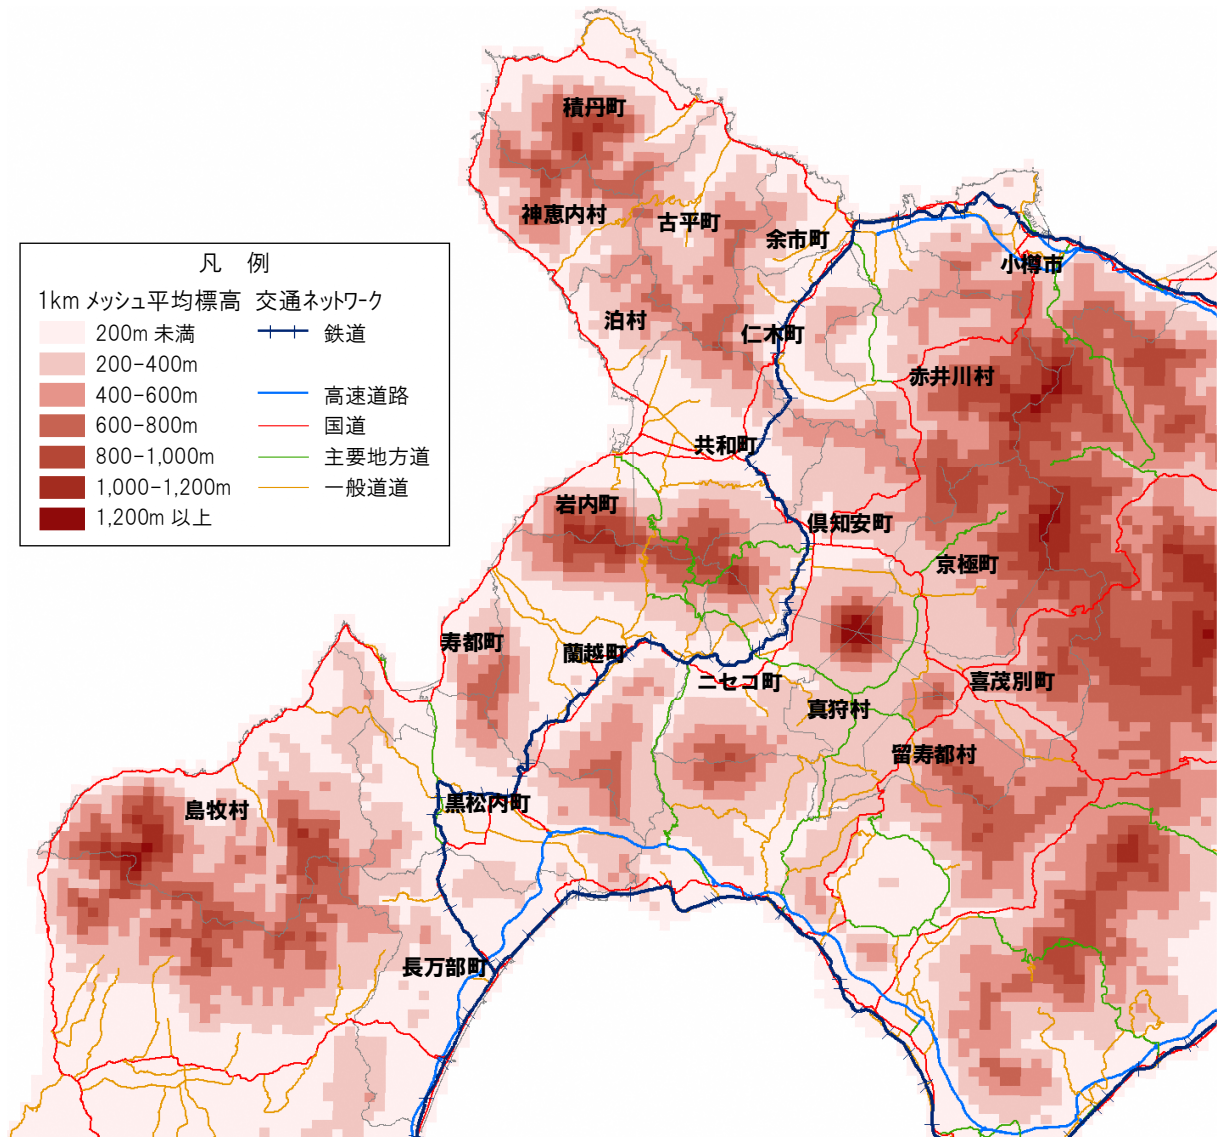 積丹町
神恵内村
古平町
余市町
小樽市
凡 例
1km メッシュ平均標高 交通ネットワーク
200m 未満 鉄道
200-400m
400-600m 高速道路
600-800m 国道
800-1,000m 主要地方道
1,000-1,200m 一般道道
1,200m 以上
泊村
仁木町
赤井川村
共和町
岩内町
倶知安町
京極町
寿都町
蘭越町
ニセコ町
喜茂別町
真狩村
留寿都村
島牧村
黒松内町
長万部町